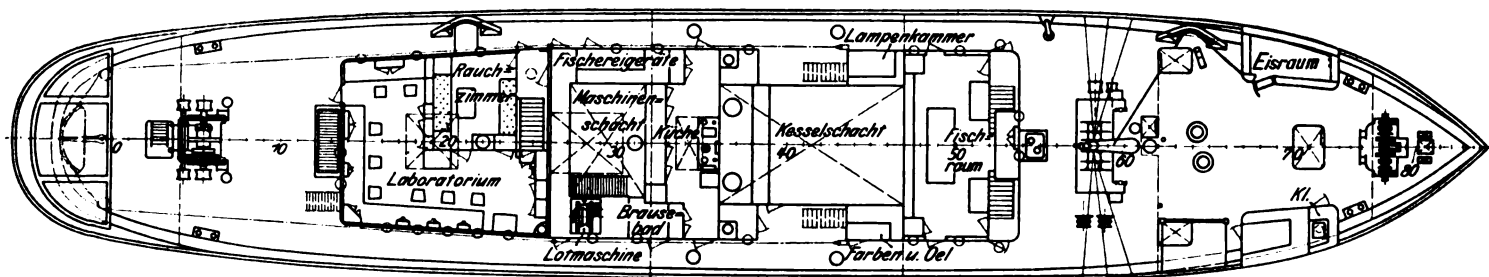 Lampenkammer
Fischereigeräte
Eisraum
Rauch=
zimmer
Maschinen=
schacht
Küche
Kesselschacht
Fisch=
raum
0
10
20
30
40
50
60
70
80
Laboratorium
Brause=
bad
Kl.
Lotmaschine
Farben u. Oel